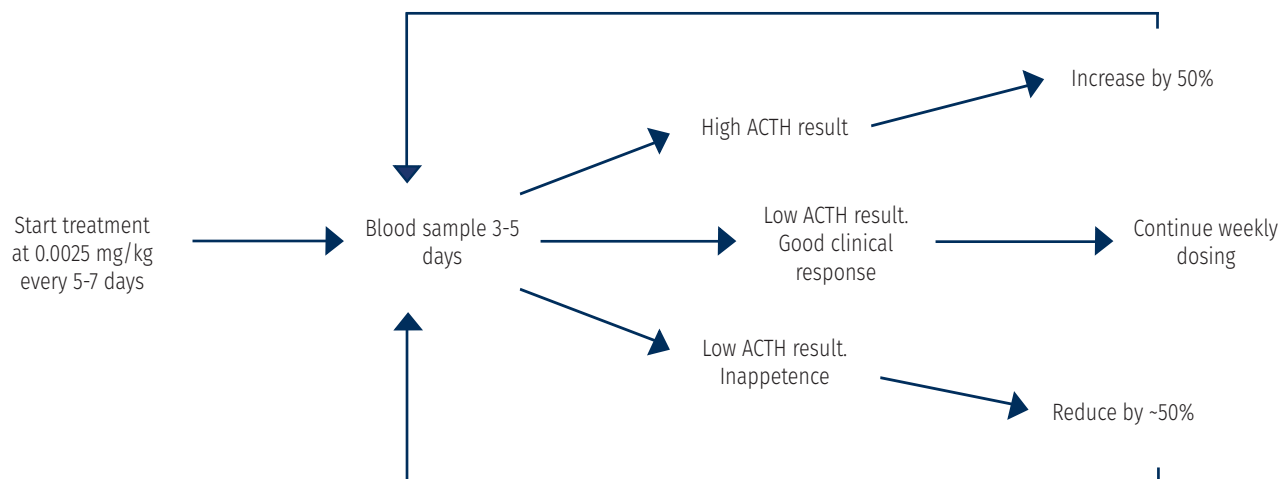 Start treatment
at 0.0025 mg/kg
every 5-7 days
Blood sample 3-5
days
High ACTH result
Increase by 50%
Low ACTH result.
Good clinical
response
Continue weekly
dosing
Low ACTH result.
Inappetence
Reduce by ~50%